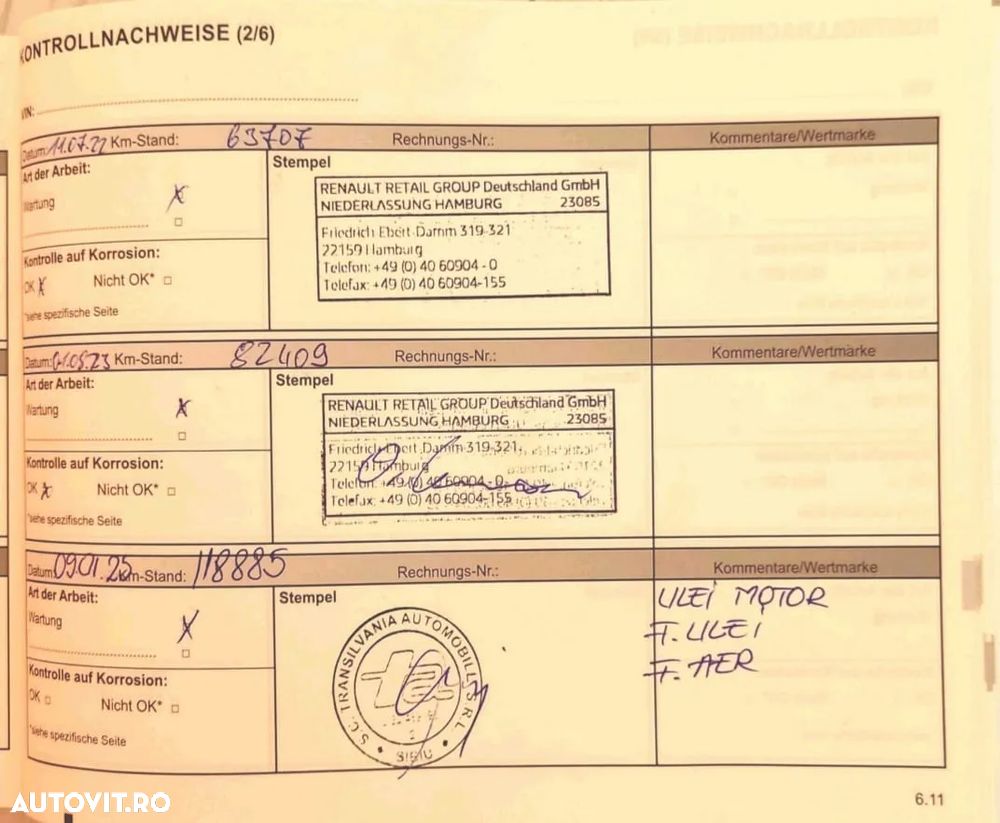 KONTROLLNACHWEISE (2/6)
VIN:
Datum: 11.07.22 Km-Stand: 63707 Rechnungs-Nr.: Kommentare/Wertmarke
Art der Arbeit: Stempel
Wartung X
RENAULT RETAIL GROUP Deutschland GmbH
NIEDERLASSUNG HAMBURG 23085
Friedrich-Ebert-Damm 319-321
22159 Hamburg
Telefon: +49 (0) 40 60904 - 0
Telefax: +49 (0) 40 60904-155
Kontrolle auf Korrosion:
OK X Nicht OK* □
*siehe spezifische Seite
Datum: 01.08.23 Km-Stand: 82409 Rechnungs-Nr.: Kommentare/Wertmarke
Art der Arbeit: Stempel
Wartung X
RENAULT RETAIL GROUP Deutschland GmbH
NIEDERLASSUNG HAMBURG 23085
Friedrich-Ebert-Damm 319-321
22159 Hamburg
Telefon: +49 (0) 40 60904 - 0
Telefax: +49 (0) 40 60904-155
Kontrolle auf Korrosion:
OK X Nicht OK* □
*siehe spezifische Seite
Datum: 09.01.25 Km-Stand: 118885 Rechnungs-Nr.: Kommentare/Wertmarke
Art der Arbeit: Stempel
Wartung X
S.C. TRANSILVANIA AUTOMOBILE S.R.L.
2
SIBIU
ULEI MOTOR
F. ULEI
F. AER
Kontrolle auf Korrosion:
OK □ Nicht OK* □
*siehe spezifische Seite
6.11
AUTOVIT.RO